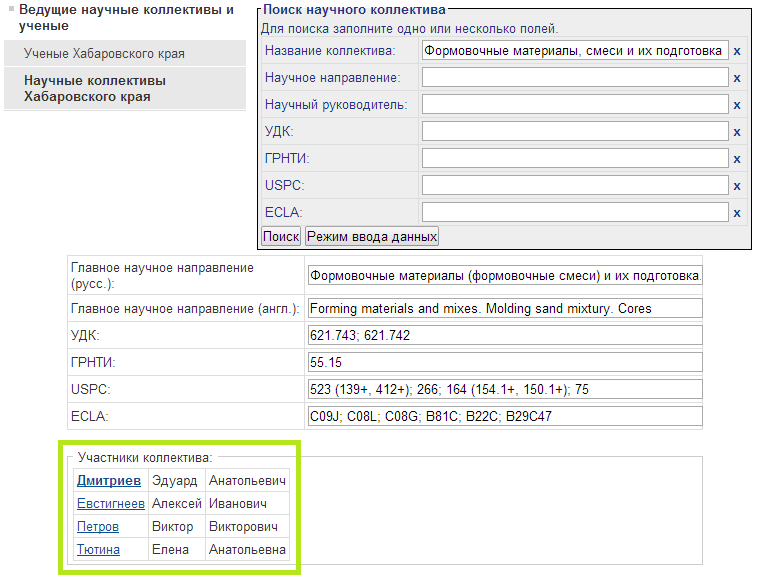 Ведущие научные коллективы и
ученые
Ученые Хабаровского края
Научные коллективы
Хабаровского края
Поиск научного коллектива
Для поиска заполните одно или несколько полей.
Название коллектива: Формовочные материалы, смеси и их подготовка x
Научное направление: x
Научный руководитель: x
УДК: x
ГРНТИ: x
USPC: x
ECLA: x
Поиск Режим ввода данных
Главное научное направление
(русс.): Формовочные материалы (формовочные смеси) и их подготовка.
Главное научное направление (англ.): Forming materials and mixes. Molding sand mixtury. Cores
УДК: 621.743; 621.742
ГРНТИ: 55.15
USPC: 523 (139+, 412+); 266; 164 (154.1+, 150.1+); 75
ECLA: C09J; C08L; C08G; B81C; B22C; B29C47
Участники коллектива:
Дмитриев Эдуард Анатольевич
Евстигнеев Алексей Иванович
Петров Виктор Викторович
Тютина Елена Анатольевна